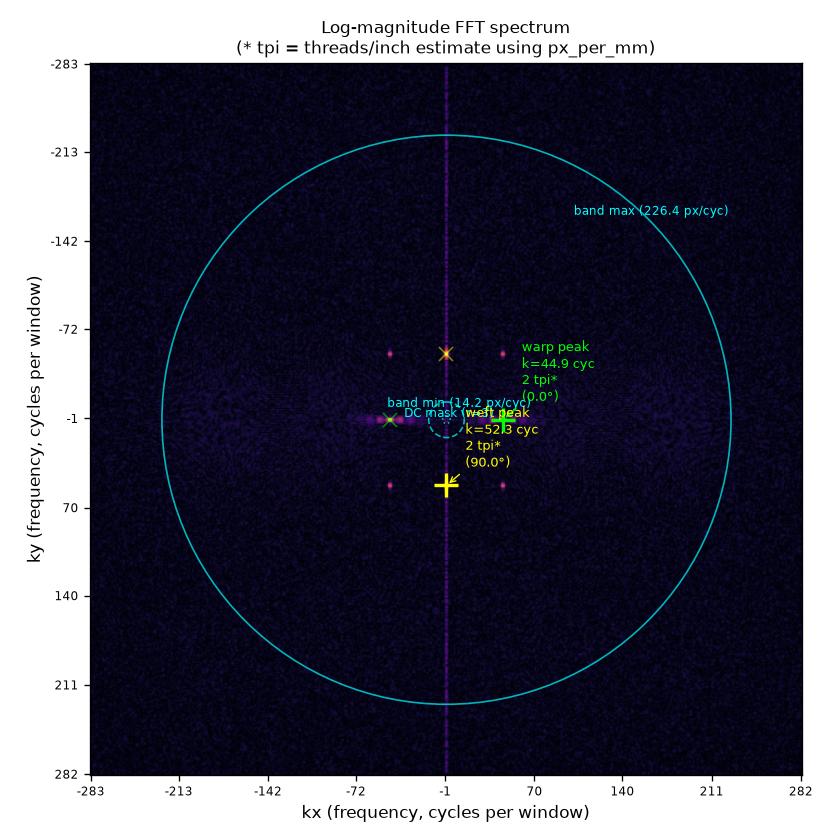 Log-magnitude FFT spectrum
(* tpi = threads/inch estimate using px_per_mm)
-283
-213
-142
-72
-1
70
140
211
282
ky (frequency, cycles per window)
band max (226.4 px/cyc)
warp peak
k=44.9 cyc
2 tpi*
(0.0°)
band min (14.2 px/cyc)
DC mask
weft peak
k=52.3 cyc
2 tpi*
(90.0°)
-283
-213
-142
-72
-1
70
140
211
282
kx (frequency, cycles per window)